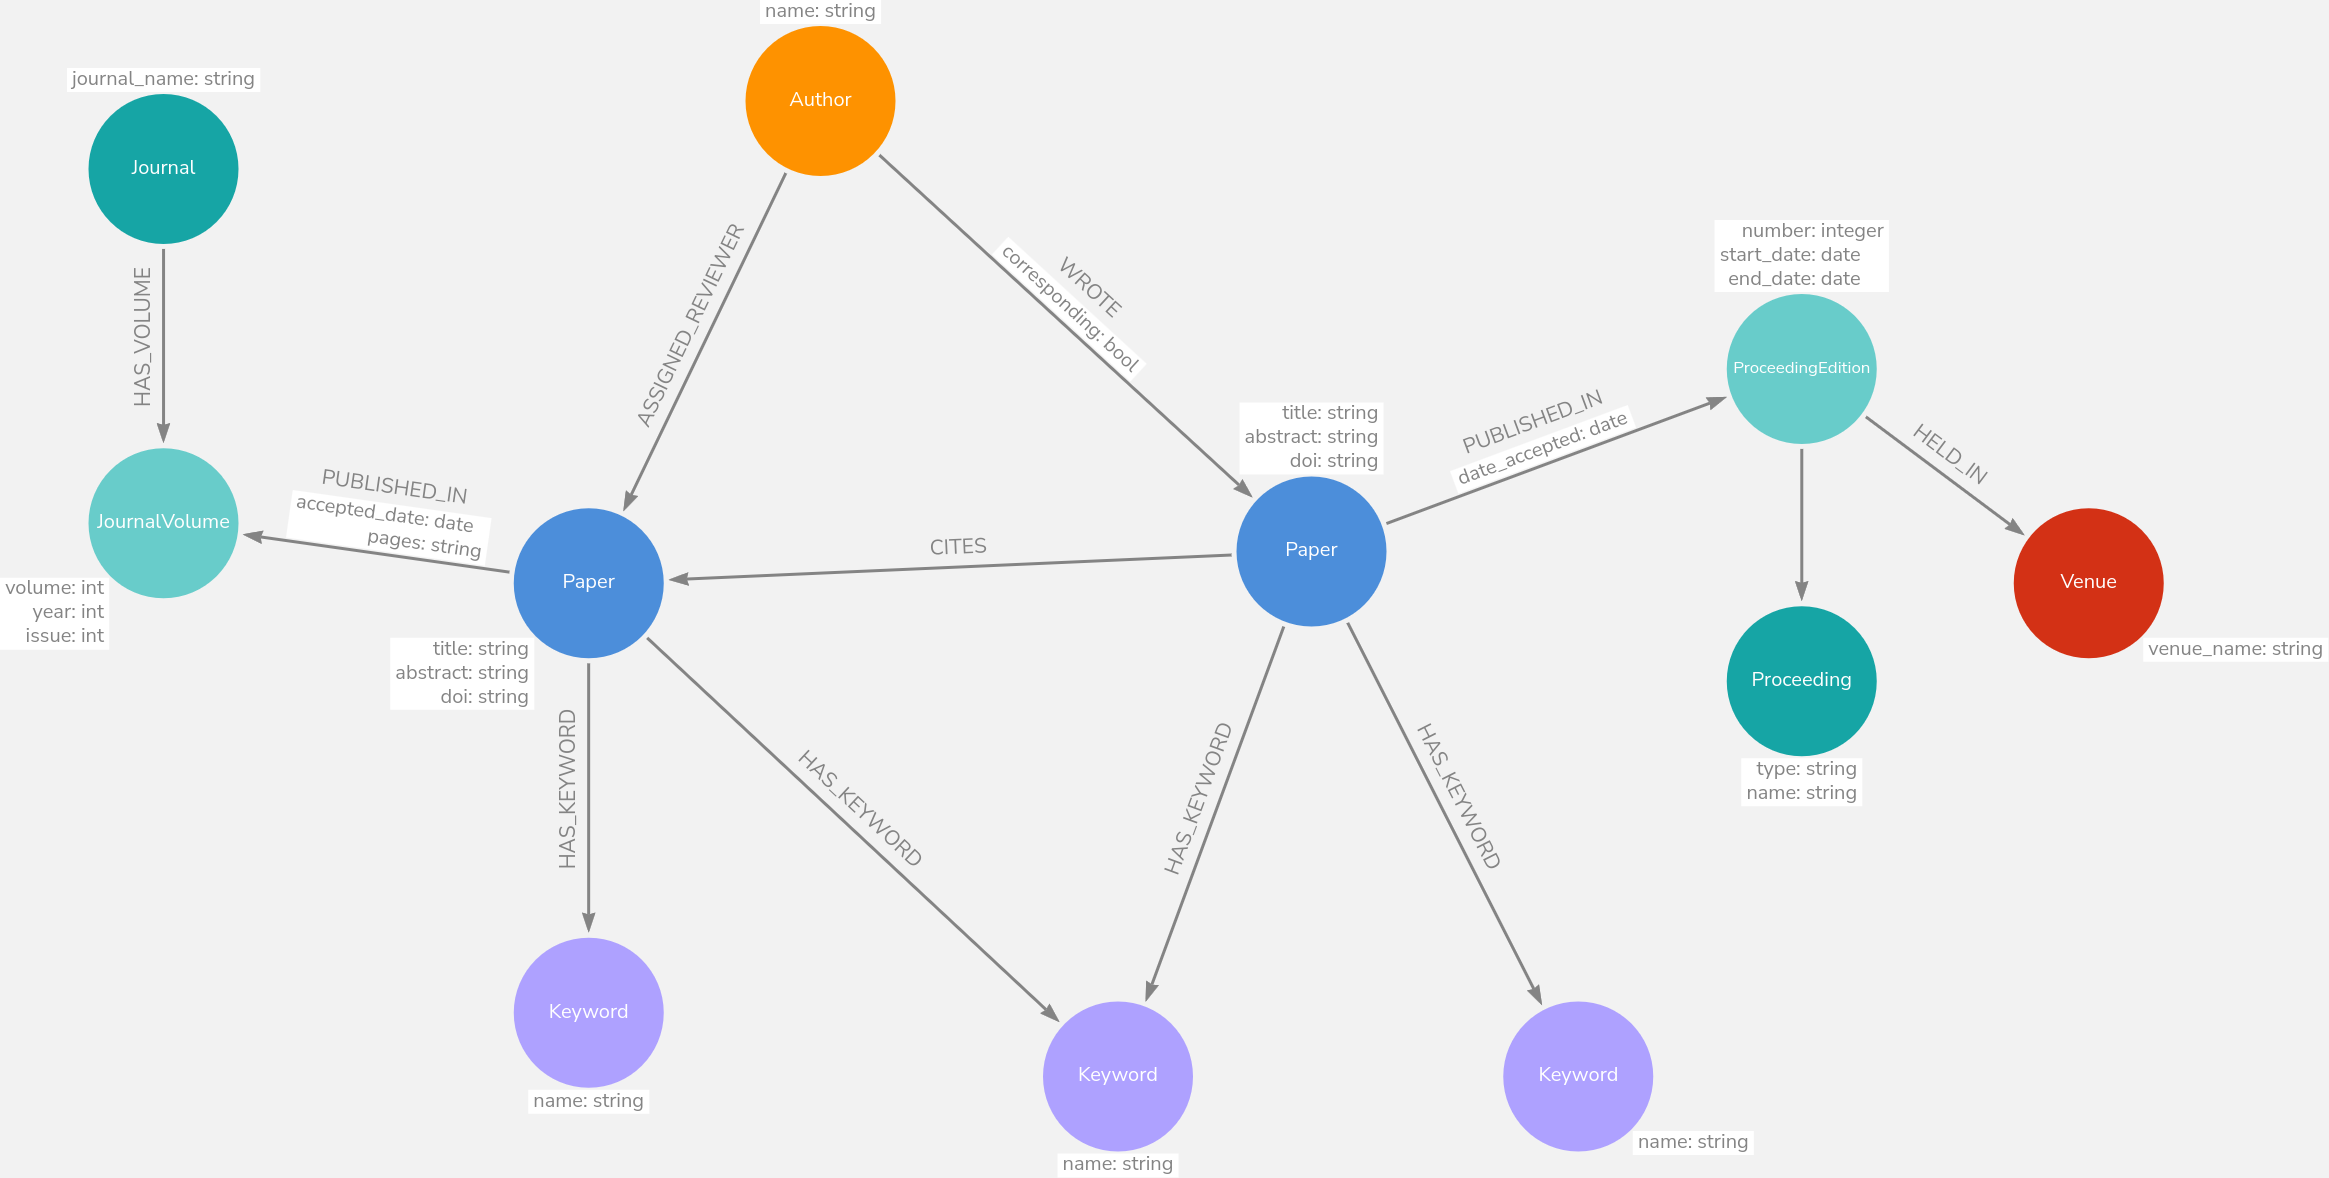 name: string
Author
journal_name: string
Journal
HAS_VOLUME
ASSIGNED_REVIEWER
WROTE
corresponding: bool
number: integer
start_date: date
end_date: date
ProceedingEdition
JournalVolume
volume: int
year: int
issue: int
PUBLISHED_IN
accepted_date: date
pages: string
Paper
title: string
abstract: string
doi: string
CITES
title: string
abstract: string
doi: string
Paper
PUBLISHED_IN
date_accepted: date
HELD_IN
Venue
venue_name: string
Proceeding
type: string
name: string
HAS_KEYWORD
HAS_KEYWORD
HAS_KEYWORD
HAS_KEYWORD
Keyword
name: string
Keyword
name: string
Keyword
name: string